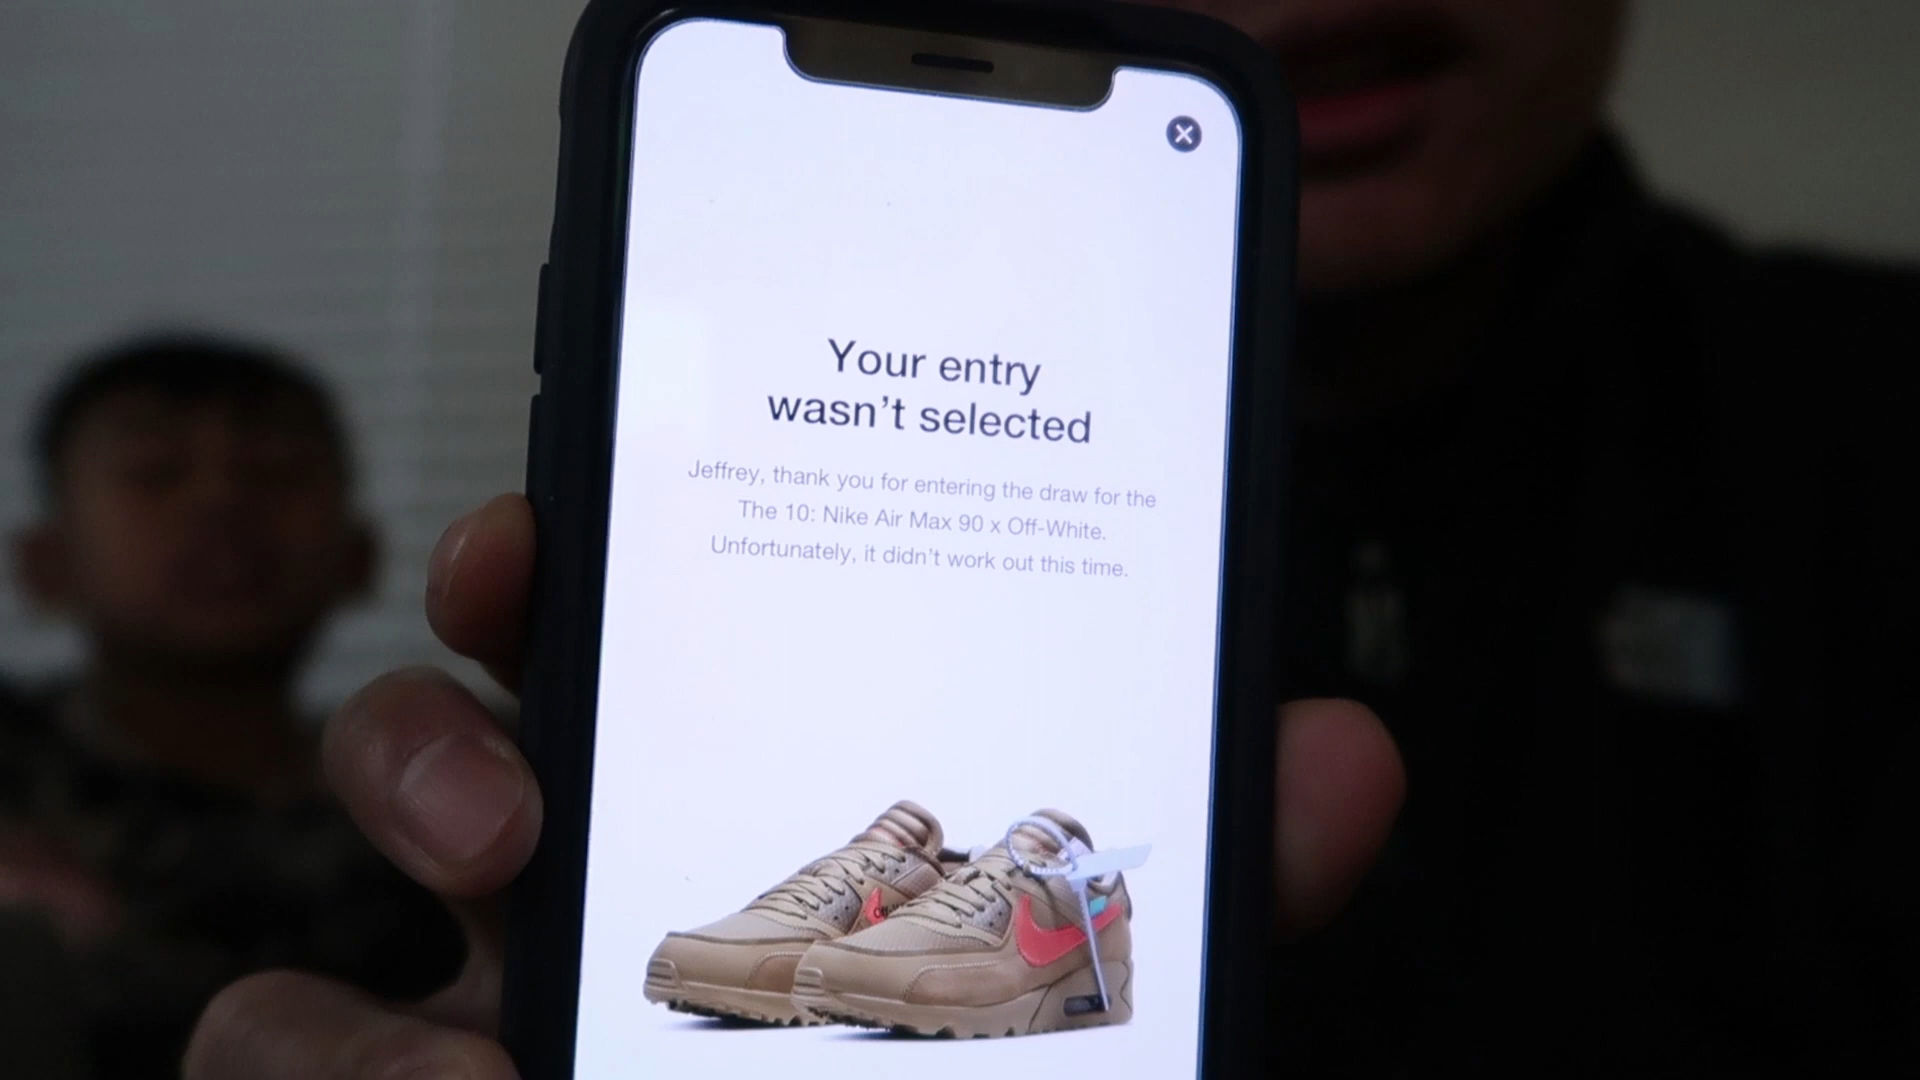 Your entry
wasn't selected
Jeffrey, thank you for entering the draw for the
The 10: Nike Air Max 90 x Off-White.
Unfortunately, it didn't work out this time.